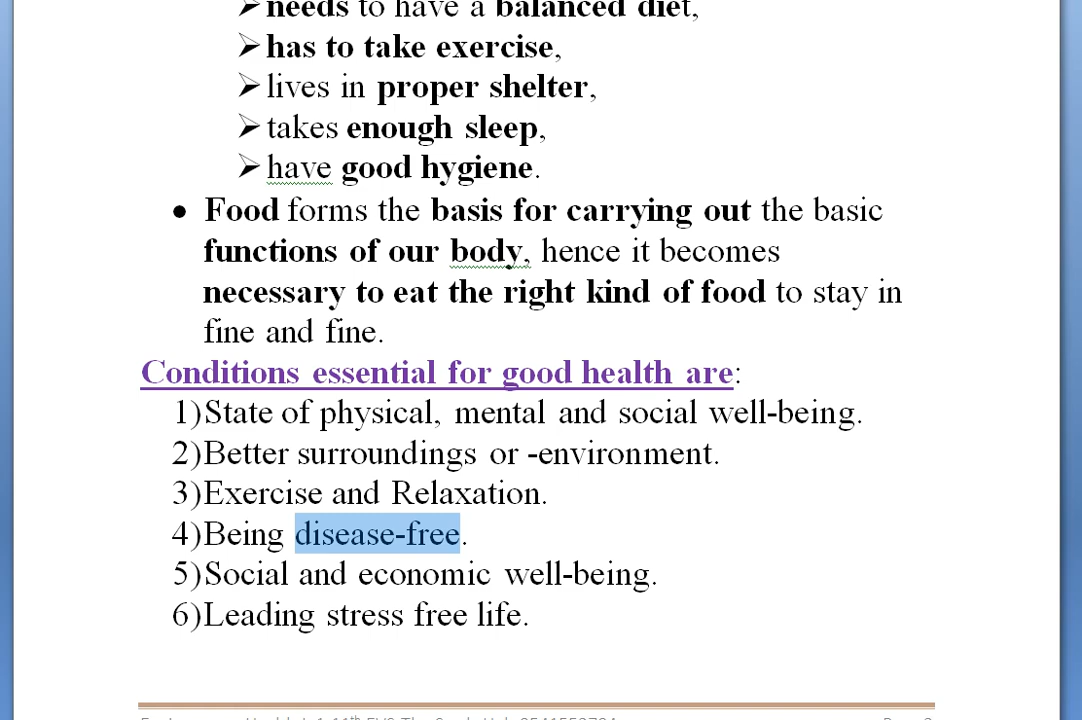 ➢needs to have a balanced diet,
➢has to take exercise,
➢lives in proper shelter,
➢takes enough sleep,
➢have good hygiene.
• Food forms the basis for carrying out the basic
functions of our body, hence it becomes
necessary to eat the right kind of food to stay in
fine and fine.
Conditions essential for good health are:
1)State of physical, mental and social well-being.
2)Better surroundings or -environment.
3)Exercise and Relaxation.
4)Being disease-free.
5)Social and economic well-being.
6)Leading stress free life.